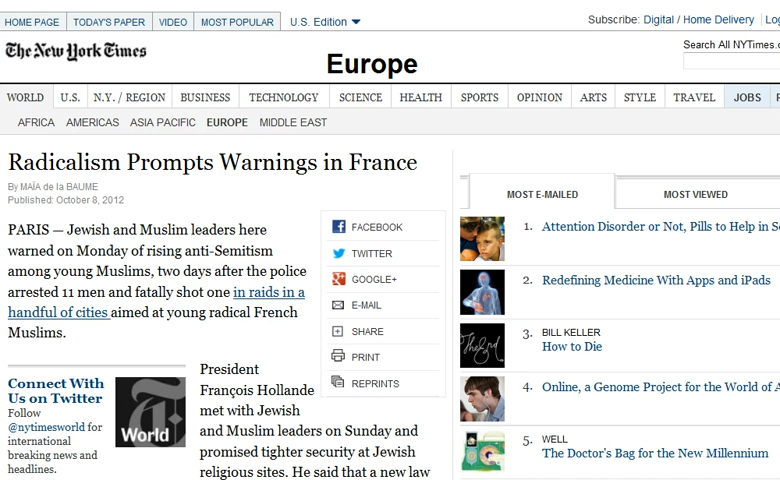 HOME PAGE TODAY'S PAPER VIDEO MOST POPULAR U.S. Edition
Subscribe: Digital / Home Delivery
The New York Times
Europe
Search All NYTimes.c
WORLD U.S. N.Y. / REGION BUSINESS TECHNOLOGY SCIENCE HEALTH SPORTS OPINION ARTS STYLE TRAVEL JOBS
AFRICA AMERICAS ASIA PACIFIC EUROPE MIDDLE EAST
Radicalism Prompts Warnings in France
By MAÏA de la BAUME
Published: October 8, 2012
PARIS — Jewish and Muslim leaders here
warned on Monday of rising anti-Semitism
among young Muslims, two days after the police
arrested 11 men and fatally shot one in raids in a
handful of cities aimed at young radical French
Muslims.
FACEBOOK
TWITTER
GOOGLE+
E-MAIL
SHARE
PRINT
REPRINTS
Connect With
Us on Twitter
Follow
@nytimesworld for
international
breaking news and
headlines.
T
World
President
François Hollande
met with Jewish
and Muslim leaders on Sunday and
promised tighter security at Jewish
religious sites. He said that a new law
MOST E-MAILED MOST VIEWED
1. Attention Disorder or Not, Pills to Help in S
2. Redefining Medicine With Apps and iPads
3. BILL KELLER
How to Die
4. Online, a Genome Project for the World of A
5. WELL
The Doctor's Bag for the New Millennium